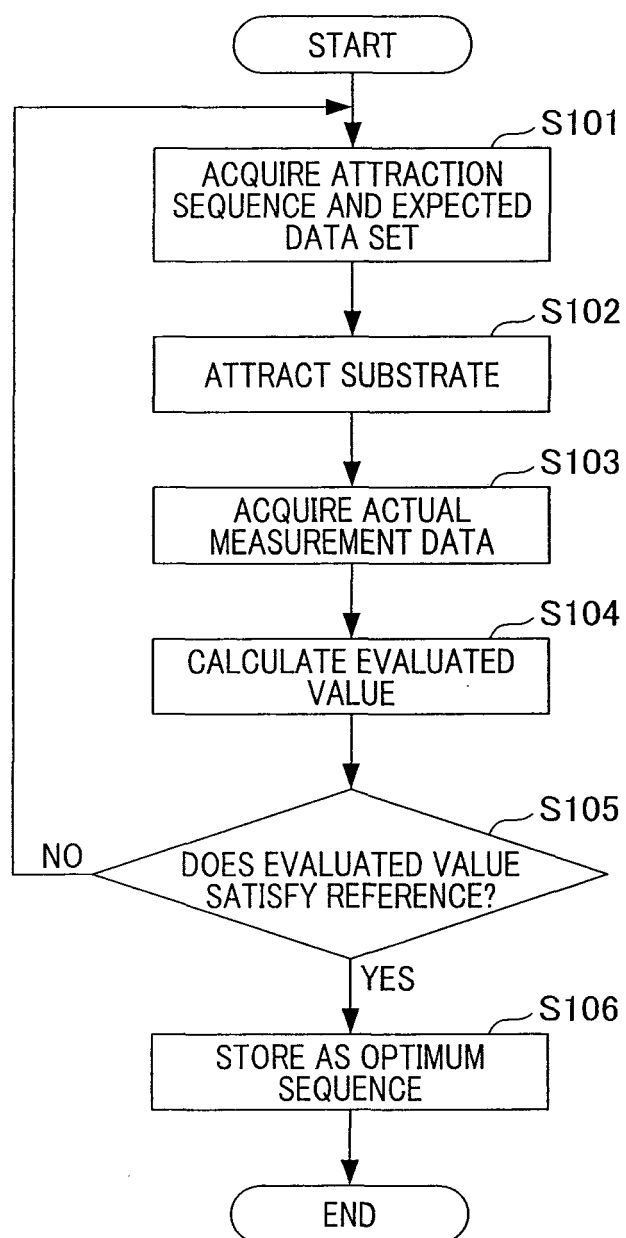 START
S101
ACQUIRE ATTRACTION
SEQUENCE AND EXPECTED
DATA SET
S102
ATTRACT SUBSTRATE
S103
ACQUIRE ACTUAL
MEASUREMENT DATA
S104
CALCULATE EVALUATED
VALUE
S105
NO
DOES EVALUATED VALUE
SATISFY REFERENCE?
YES
S106
STORE AS OPTIMUM
SEQUENCE
END